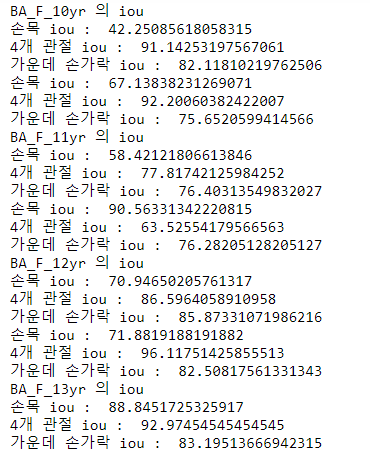 BA_F_10yr 의 iou
손목 iou :  42.25085618058315
4개 관절 iou :  91.14253197567061
가운데 손가락 iou :  82.11810219762506
손목 iou :  67.13838231269071
4개 관절 iou :  92.20060382422007
가운데 손가락 iou :  75.6520599414566
BA_F_11yr 의 iou
손목 iou :  58.42121806613846
4개 관절 iou :  77.81742125984252
가운데 손가락 iou :  76.40313549832027
손목 iou :  90.56331342220815
4개 관절 iou :  63.52554179566563
가운데 손가락 iou :  76.28205128205127
BA_F_12yr 의 iou
손목 iou :  70.94650205761317
4개 관절 iou :  86.5964058910958
가운데 손가락 iou :  85.87331071986216
손목 iou :  71.8819188191882
4개 관절 iou :  96.11751425855513
가운데 손가락 iou :  82.50817561331343
BA_F_13yr 의 iou
손목 iou :  88.8451725325917
4개 관절 iou :  92.97454545454545
가운데 손가락 iou :  83.19513666942315